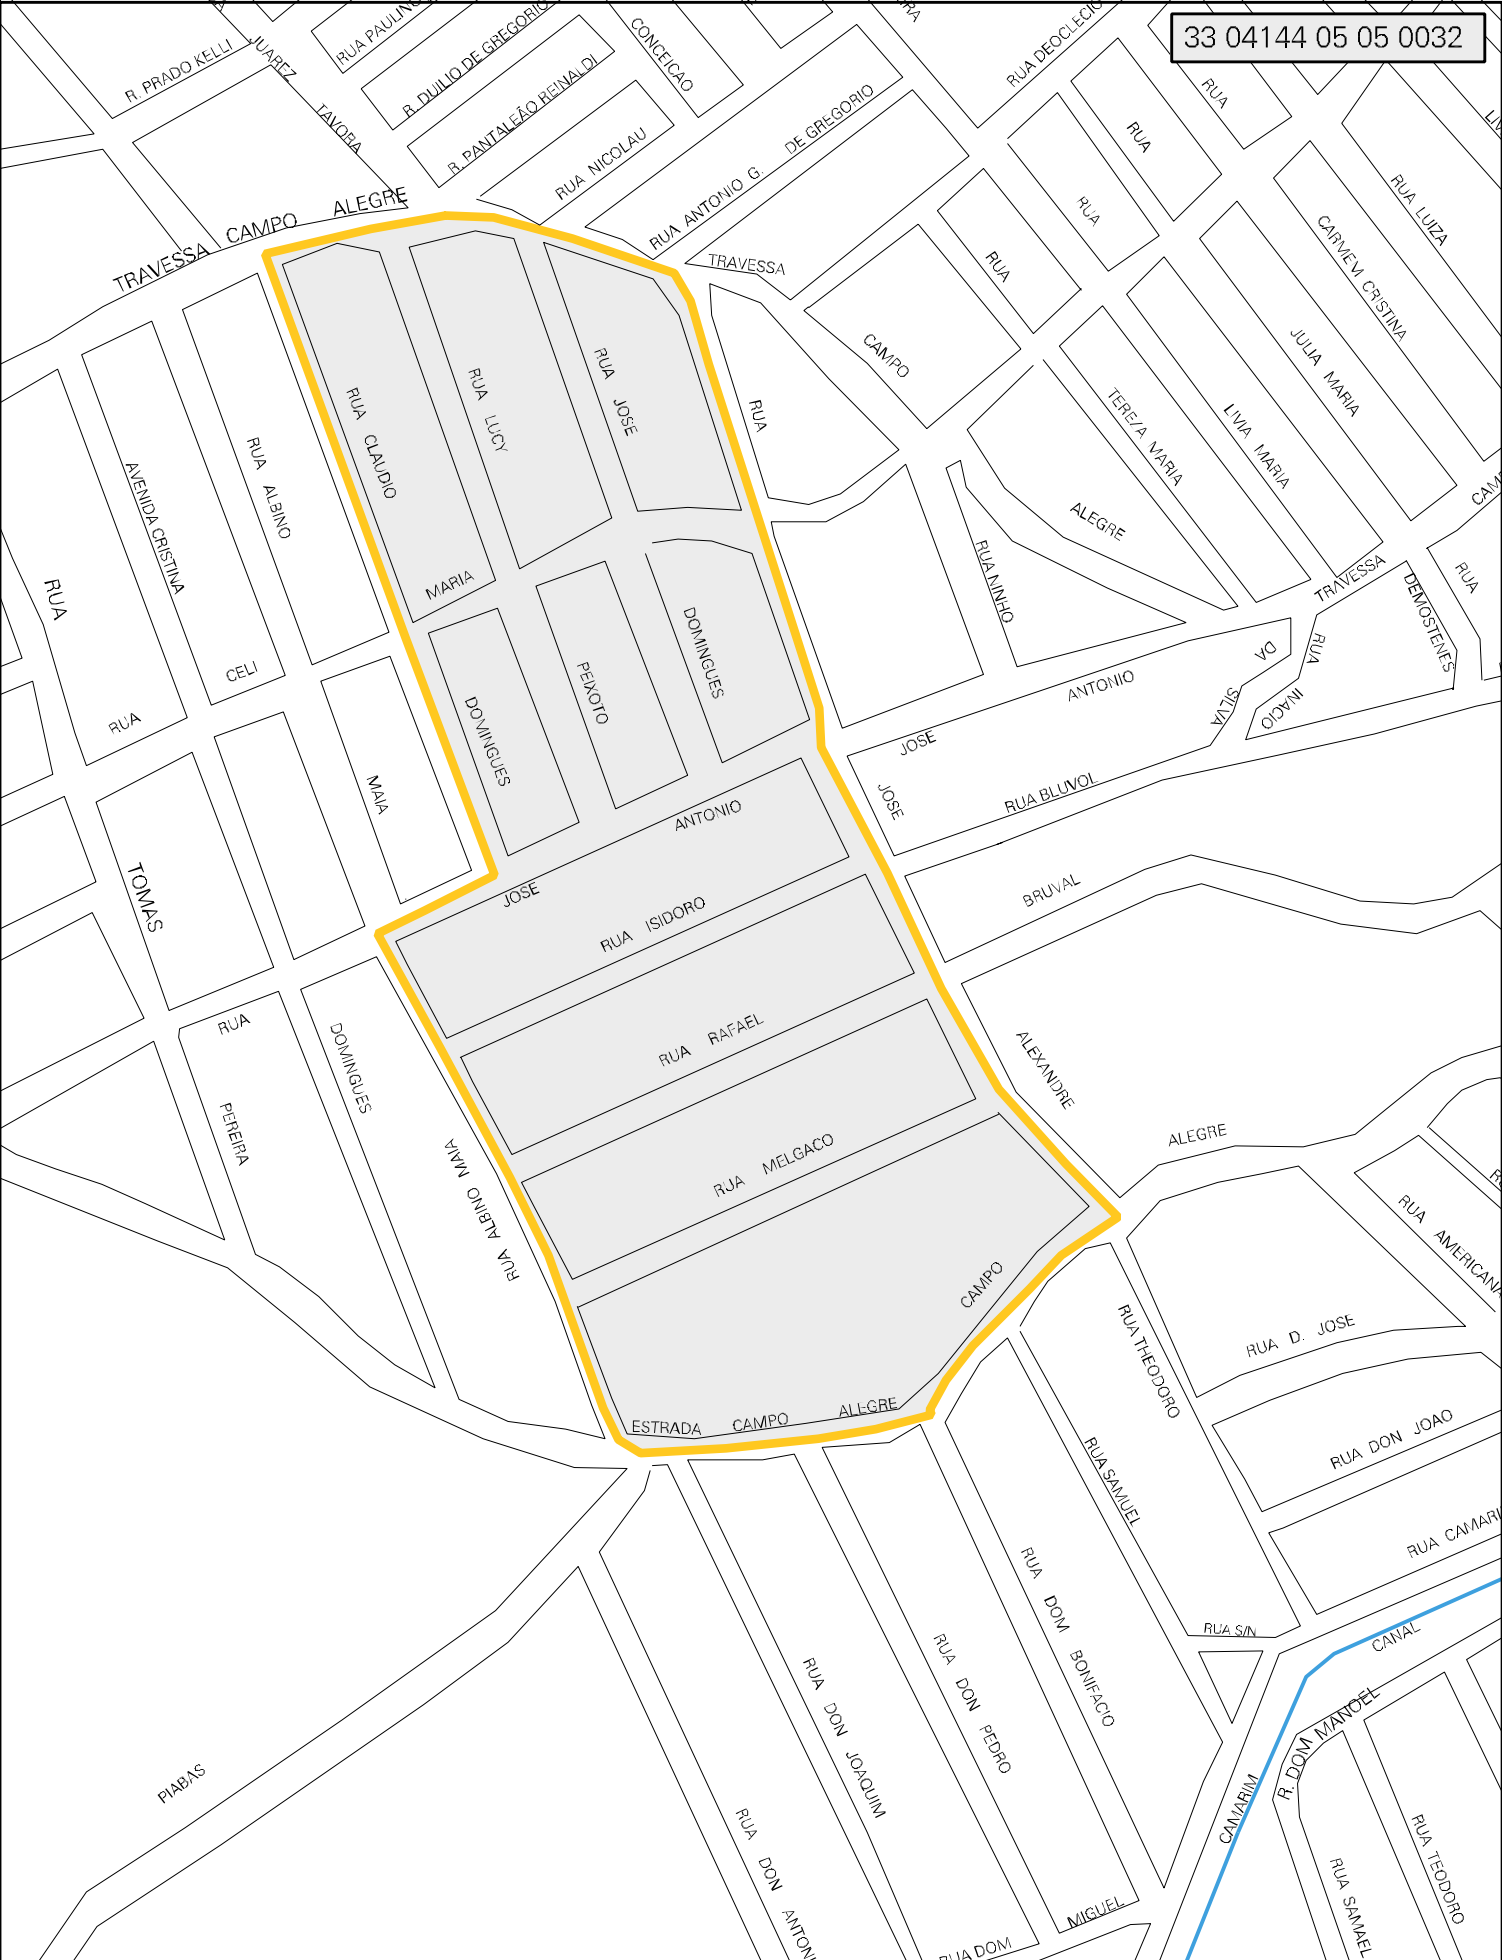 33 04144 05 05 0032
R. PRADO KELLI
JUAREZ
TAVORA
RUA PAULINO
R. DUILIO DE GREGORIO
R. PANTALEÃO REINALDI
CONCEICAO
RUA NICOLAU
RUA ANTONIO G. DE GREGORIO
RUA DEOCLECIO
RUA
RUA
RUA
RUA
RUA LUIZA
CARMEM CRISTINA
JULIA MARIA
LIVIA MARIA
TEREZA MARIA
TRAVESSA CAMPO ALEGRE
TRAVESSA
CAMPO
ALEGRE
TRAVESSA
RUA CLAUDIO
RUA LUCY
RUA JOSE
RUA
RUA ALBINO
AVENIDA CRISTINA
RUA
MARIA
CELI
RUA
DOMINGUES
PEIXOTO
DOMINGUES
RUA NINHO
RUA
DEMOSTENES
DA
SILVA
RUA
INACIO
ANTONIO
JOSE
JOSE
RUA BLUVOL
MAIA
TOMAS
ANTONIO
JOSE
RUA ISIDORO
BRUVAL
RUA
DOMINGUES
PEREIRA
RUA RAFAEL
RUA MELGACO
ALEXANDRE
ALEGRE
RUA ALBINO MAIA
RUA AMERICANA
CAMPO
RUA THEODORO
RUA D. JOSE
ESTRADA CAMPO ALEGRE
RUA DON JOAO
RUA SAMUEL
RUA DOM BONIFACIO
RUA S/N
CANAL
RUA DON PEDRO
RUA DON JOAQUIM
R. DOM MANOEL
PIABAS
CAMARIM
RUA TEODORO
RUA SAMAEL
MIGUEL
RUA DOM